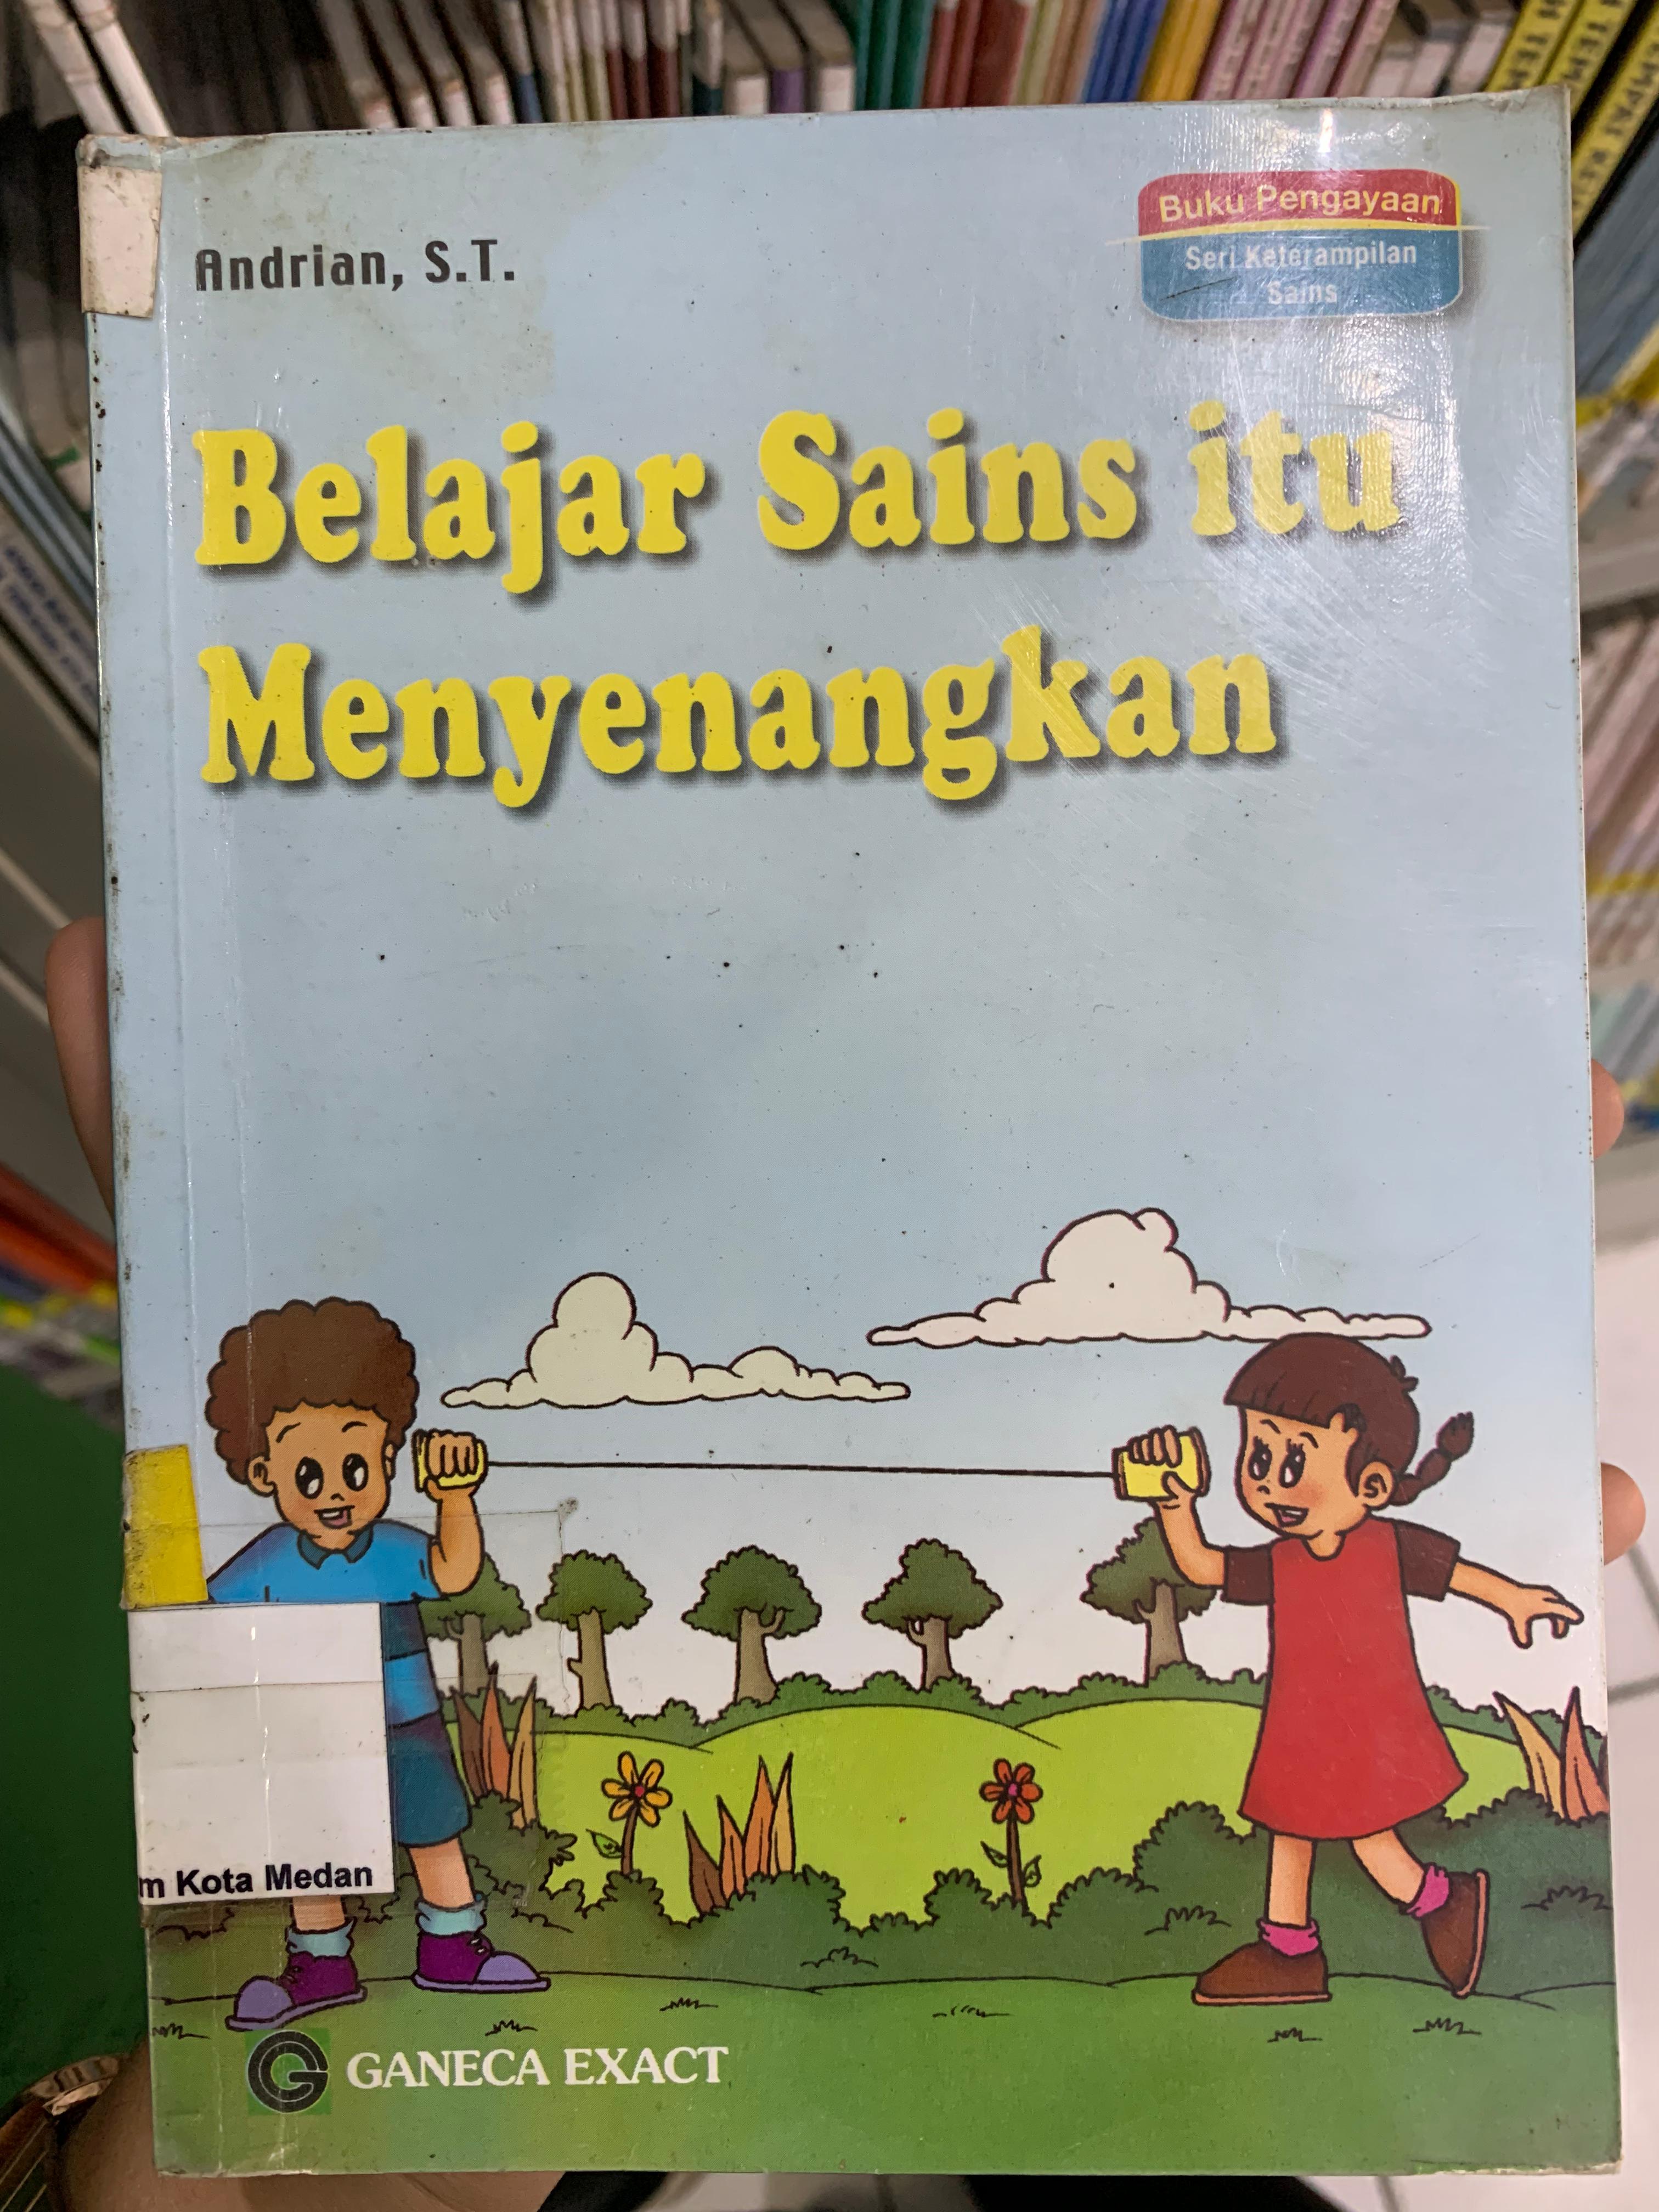 Andrian, S.T.
Buku Pengayaan
Seri Keterampilan
Sains
Belajar Sains itu
Menyenangkan
m Kota Medan
GANECA EXACT